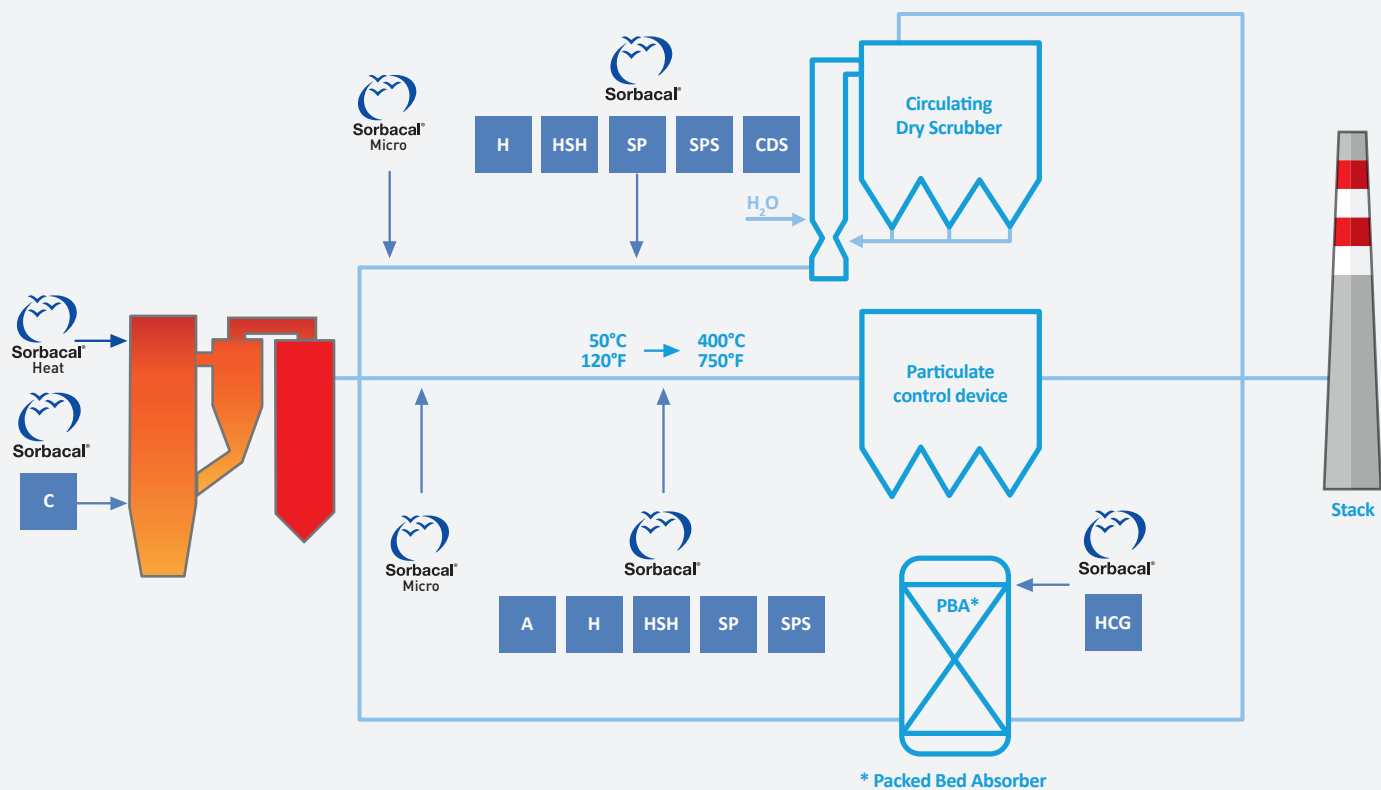 Sorbacal®
Micro
Sorbacal®
H
HSH
SP
SPS
CDS
Circulating
Dry Scrubber
H₂O
Sorbacal®
Heat
Sorbacal®
C
50°C
120°F
400°C
750°F
Particulate
control device
Stack
Sorbacal®
Micro
Sorbacal®
A
H
HSH
SP
SPS
PBA*
Sorbacal®
HCG
* Packed Bed Absorber